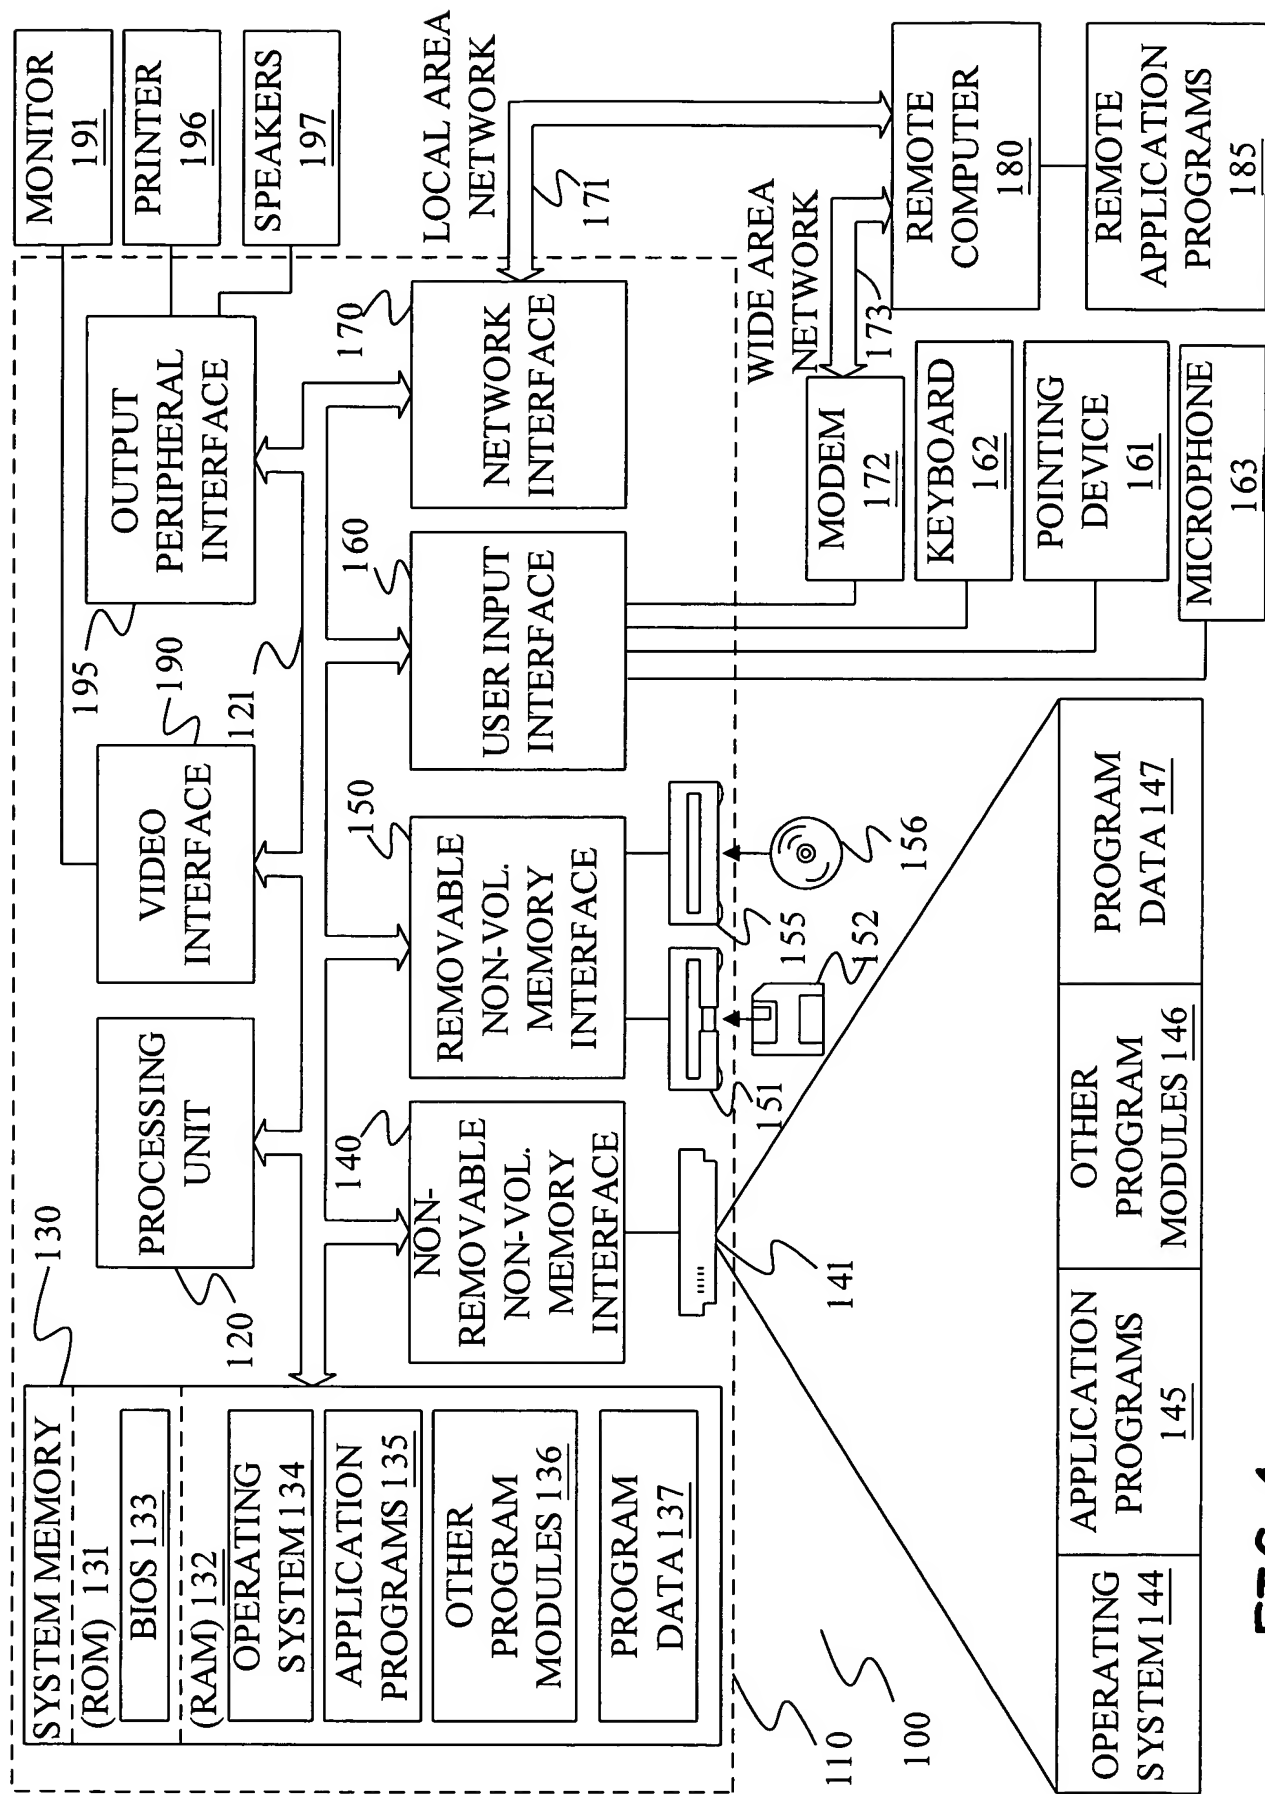 SYSTEM MEMORY
(ROM) 131
BIOS 133
(RAM) 132
OPERATING
SYSTEM 134
APPLICATION
PROGRAMS 135
OTHER
PROGRAM
MODULES 136
PROGRAM
DATA 137
130
PROCESSING
UNIT
120
VIDEO
INTERFACE
190
121
OUTPUT
PERIPHERAL
INTERFACE
195
MONITOR
191
PRINTER
196
SPEAKERS
197
NON-
REMOVABLE
NON-VOL.
MEMORY
INTERFACE
140
REMOVABLE
NON-VOL.
MEMORY
INTERFACE
150
USER INPUT
INTERFACE
160
NETWORK
INTERFACE
170
LOCAL AREA
NETWORK
171
141
151
152
155
156
WIDE AREA
NETWORK
173
MODEM
172
KEYBOARD
162
POINTING
DEVICE
161
MICROPHONE
163
REMOTE
COMPUTER
180
REMOTE
APPLICATION
PROGRAMS
185
110
100
OPERATING
SYSTEM 144
APPLICATION
PROGRAMS
145
OTHER
PROGRAM
MODULES 146
PROGRAM
DATA 147